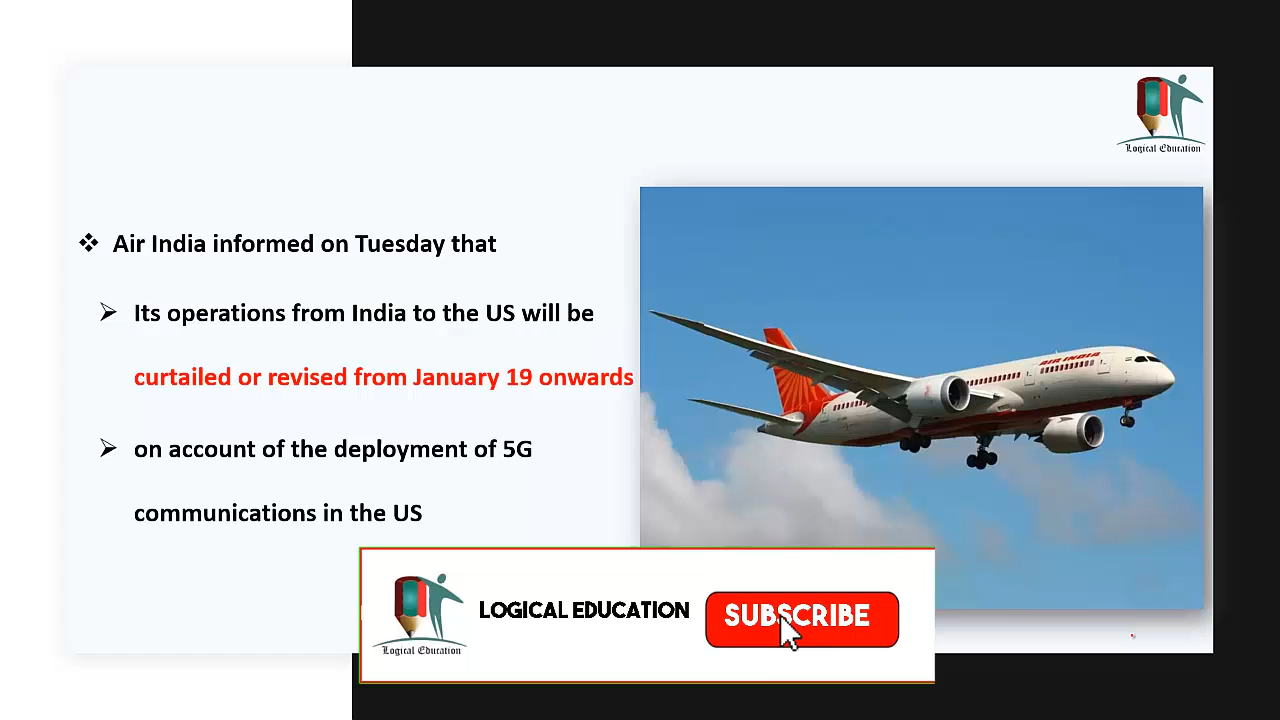 Logical Education
Air India informed on Tuesday that
Its operations from India to the US will be
curtailed or revised from January 19 onwards
on account of the deployment of 5G
communications in the US
AIR INDIA
Logical Education
LOGICAL EDUCATION
SUBSCRIBE